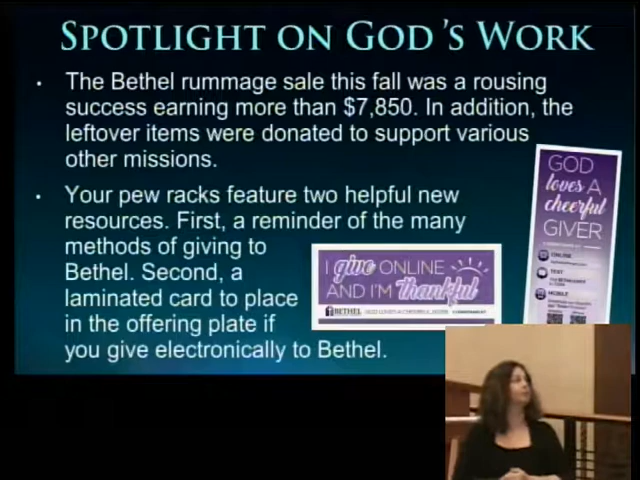 SPOTLIGHT ON GOD'S WORK
• The Bethel rummage sale this fall was a rousing
success earning more than $7,850. In addition, the
leftover items were donated to support various
other missions.
• Your pew racks feature two helpful new
resources. First, a reminder of the many
methods of giving to
Bethel. Second, a
laminated card to place
in the offering plate if
you give electronically to Bethel.
I give ONLINE
AND I'M thankful
BETHEL
GOD
loves A
cheerful
GIVER
ONLINE
TEXT
MOBILE